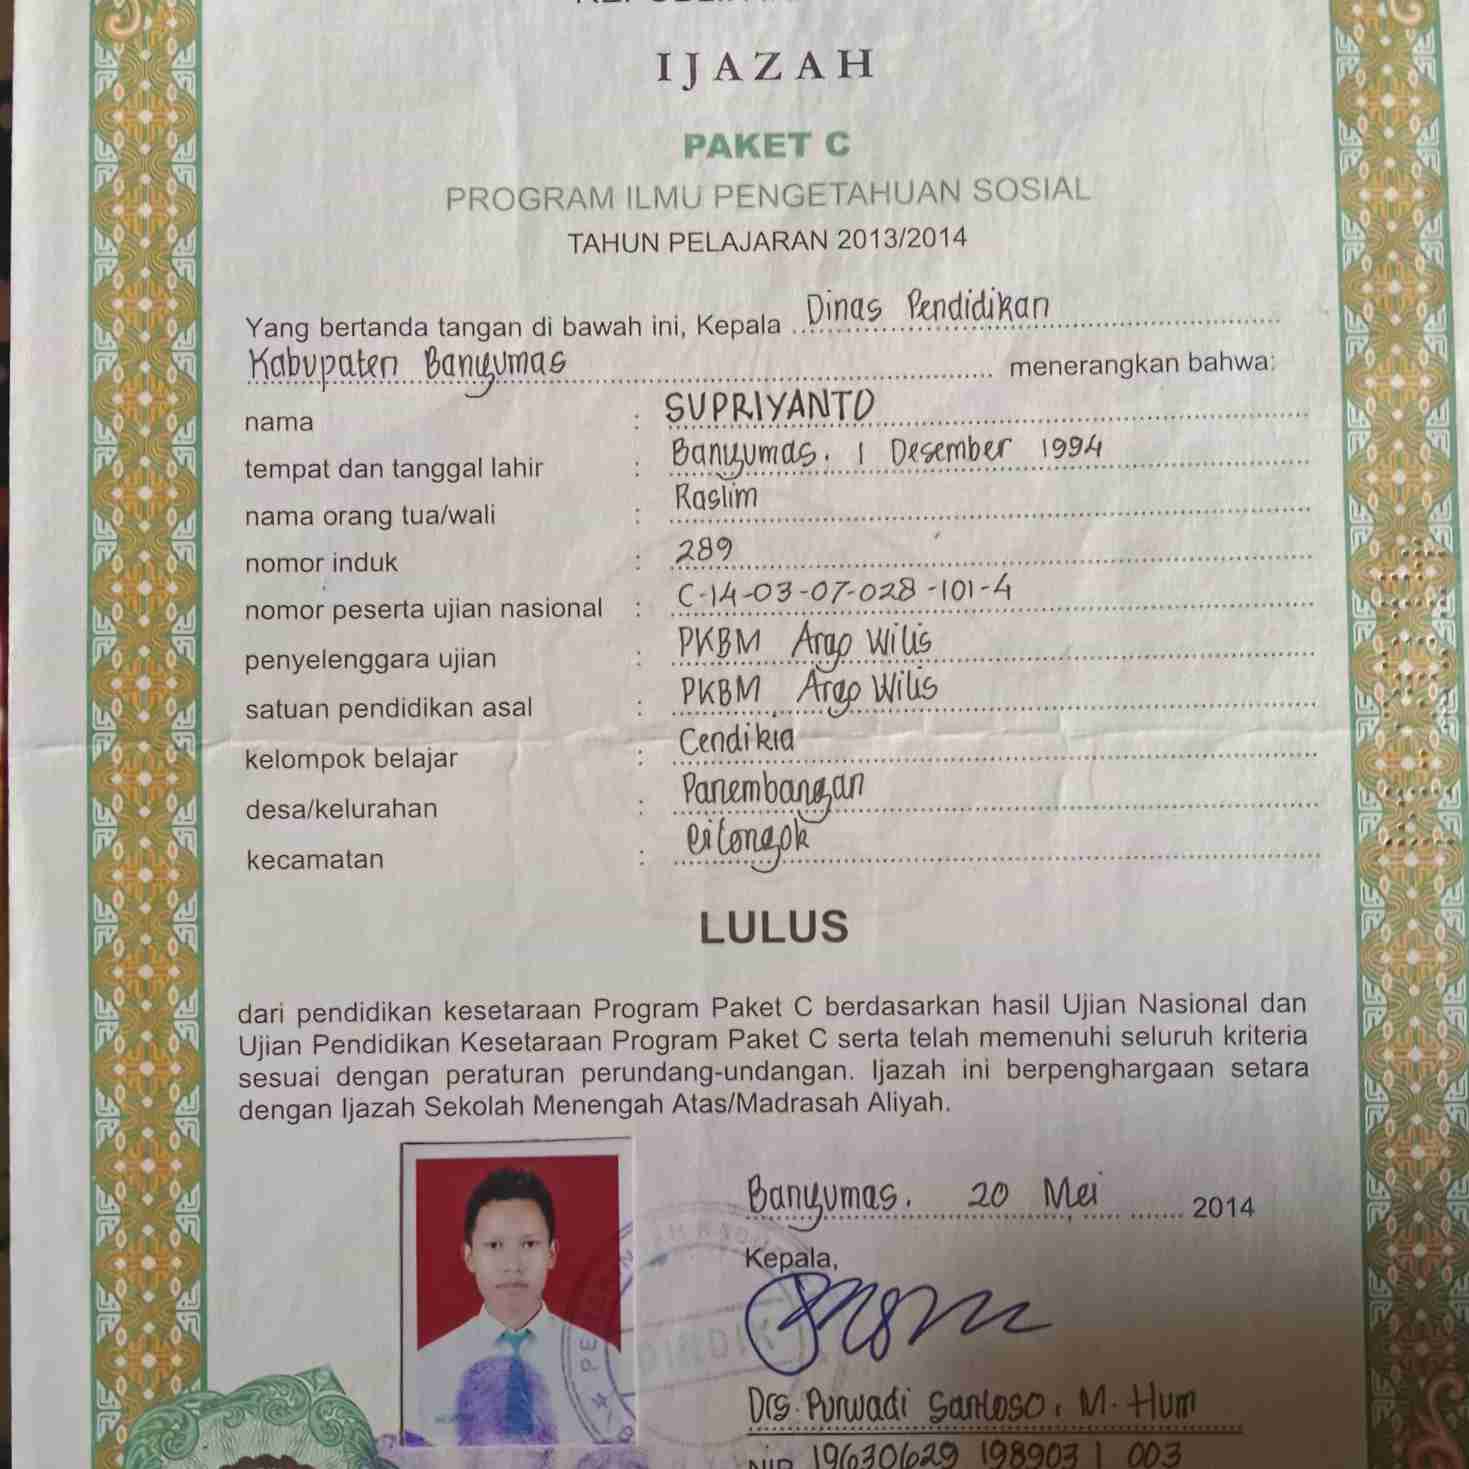 IJAZAH
PAKET C
PROGRAM ILMU PENGETAHUAN SOSIAL
TAHUN PELAJARAN 2013/2014
Yang bertanda tangan di bawah ini, Kepala Dinas Pendidikan
Kabupaten Banyumas menerangkan bahwa:
nama : SUPRIYANTO
tempat dan tanggal lahir : Banyumas, 1 Desember 1994
nama orang tua/wali : Raslim
nomor induk : 289
nomor peserta ujian nasional : C-14-03-07-028-101-4
penyelenggara ujian : PKBM Argo Wilis
satuan pendidikan asal : PKBM Argo Wilis
kelompok belajar : Cendikia
desa/kelurahan : Panembangan
kecamatan : Cilongok
LULUS
dari pendidikan kesetaraan Program Paket C berdasarkan hasil Ujian Nasional dan
Ujian Pendidikan Kesetaraan Program Paket C serta telah memenuhi seluruh kriteria
sesuai dengan peraturan perundang-undangan. Ijazah ini berpenghargaan setara
dengan Ijazah Sekolah Menengah Atas/Madrasah Aliyah.
Banyumas, 20 Mei 2014
Kepala,
Drs. Purwadi Santoso, M. Hum
NIP 19630629 198903 1 003